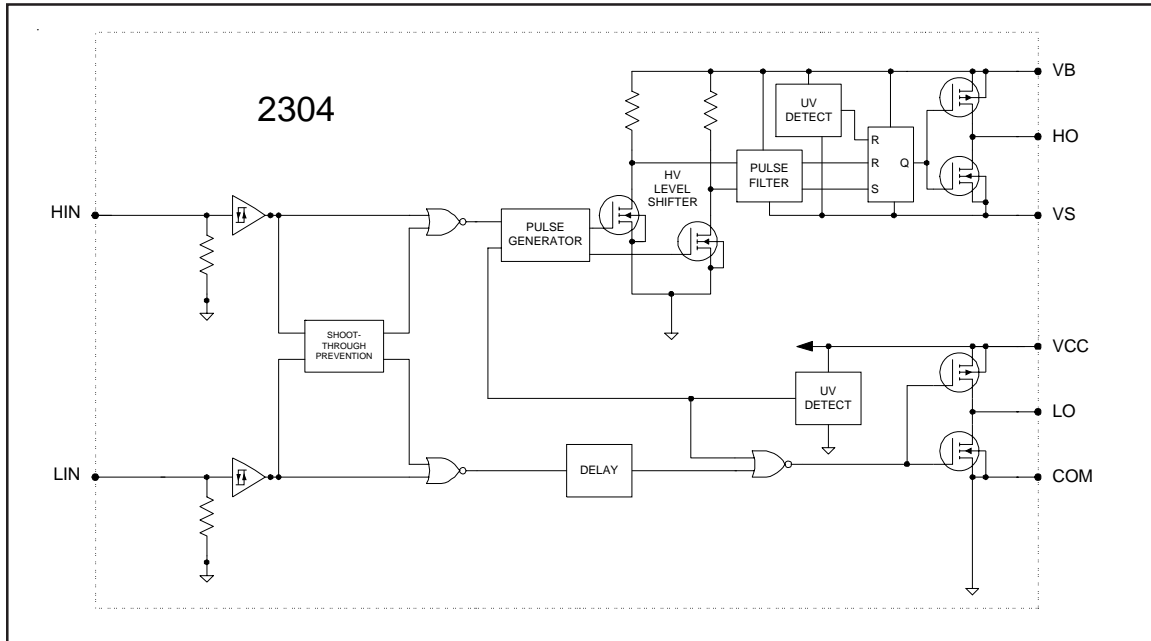 2304
VB
UV
DETECT
R
R
S
Q
HO
PULSE
FILTER
HV
LEVEL
SHIFTER
VS
HIN
PULSE
GENERATOR
SHOOT-
THROUGH
PREVENTION
VCC
UV
DETECT
LO
LIN
DELAY
COM